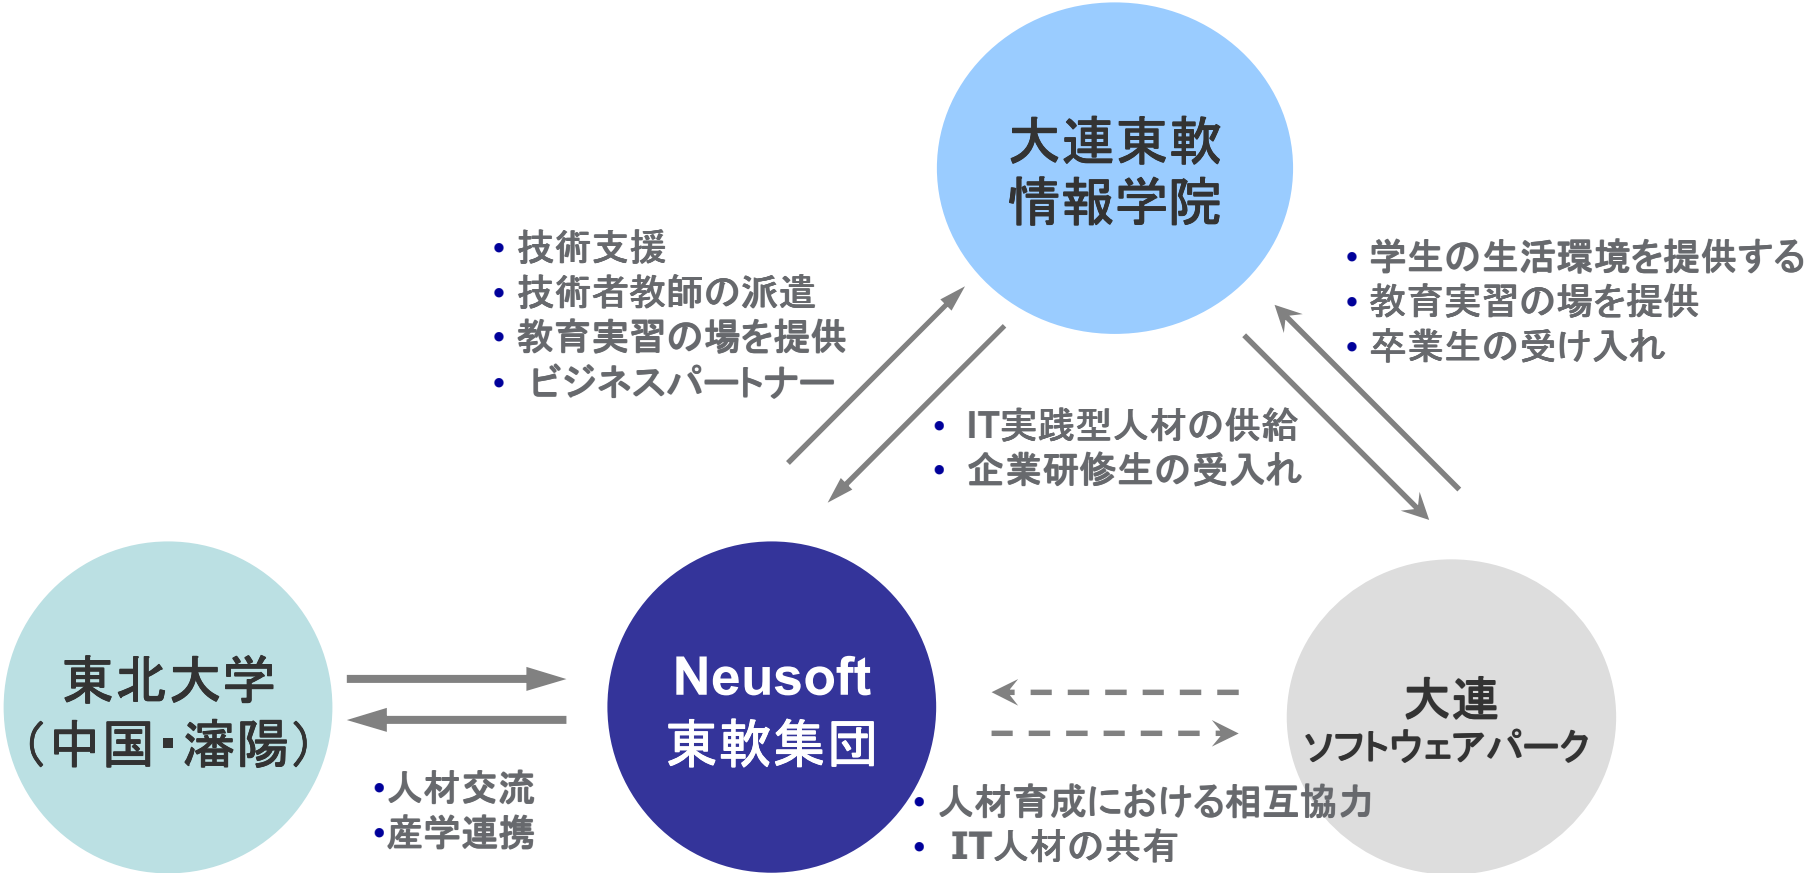 大連東軟
情報学院
• 技術支援
• 技術者教師の派遣
• 教育実習の場を提供
• ビジネスパートナー
• 学生の生活環境を提供する
• 教育実習の場を提供
• 卒業生の受け入れ
• IT実践型人材の供給
• 企業研修生の受入れ
東北大学
（中国・瀋陽）
Neusoft
東軟集団
大連
ソフトウェアパーク
•人材交流
•産学連携
• 人材育成における相互協力
• IT人材の共有